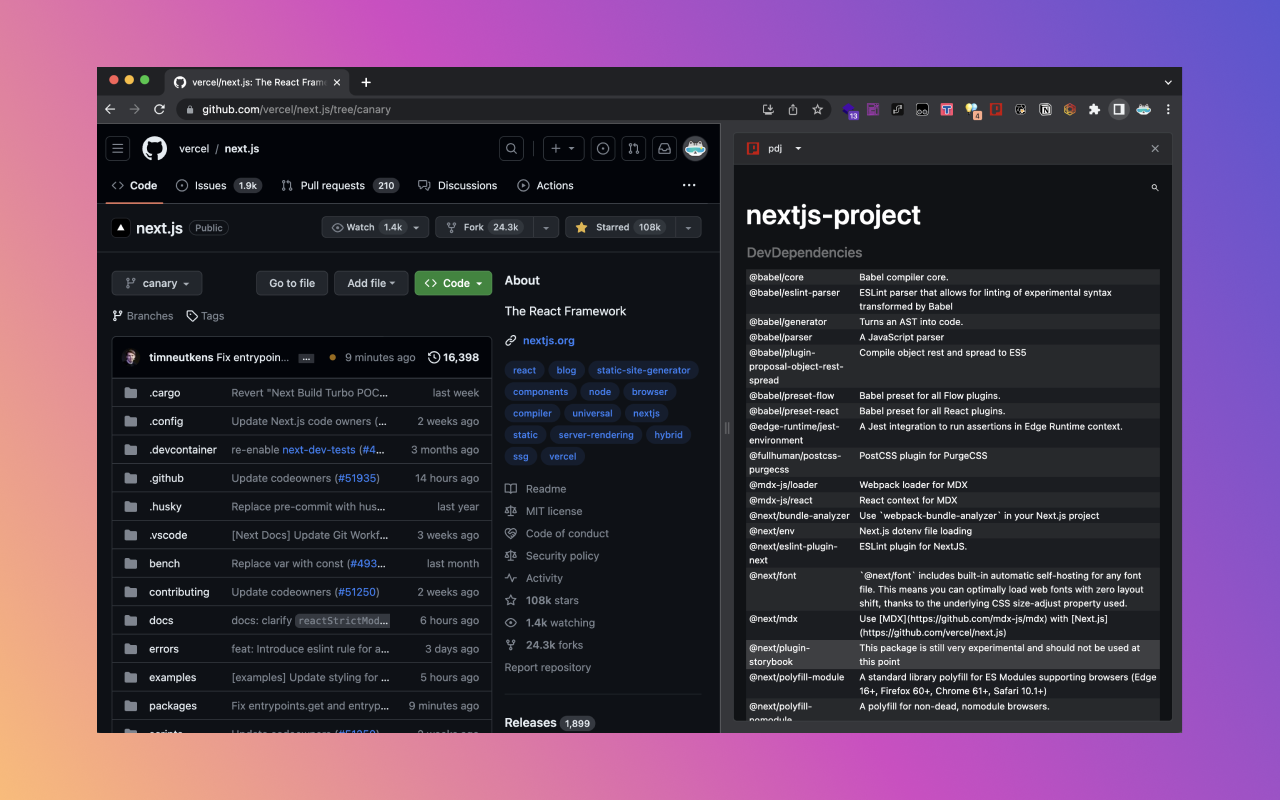 vercel/next.js: The React Fram
github.com/vercel/next.js/tree/canary
13
4
vercel / next.js
Code
Issues 1.9k
Pull requests 210
Discussions
Actions
next.js Public
Watch 1.4k
Fork 24.3k
Starred 108k
canary
Go to file
Add file
Code
Branches
Tags
timneutkens Fix entrypoin... ... 9 minutes ago 16,398
.cargo Revert "Next Build Turbo POC... last week
.config Update Next.js code owners (... 2 weeks ago
.devcontainer re-enable next-dev-tests (#4... 3 months ago
.github Update codeowners (#51935) 14 hours ago
.husky Replace pre-commit with hus... last year
.vscode [Next Docs] Update Git Workf... 3 weeks ago
bench Replace var with const (#493... last month
contributing Update codeowners (#51250) 2 weeks ago
docs docs: clarify reactStrictMod... 6 hours ago
errors feat: Introduce eslint rule for a... 3 days ago
examples [examples] Update styling for ... 5 hours ago
packages Fix entrypoints.get and entryp... 9 minutes ago
scripts Update codeowners (#51250) 2 weeks ago
About
The React Framework
nextjs.org
react blog static-site-generator
components node browser
compiler universal nextjs
static server-rendering hybrid
ssg vercel
Readme
MIT license
Code of conduct
Security policy
Activity
108k stars
1.4k watching
24.3k forks
Report repository
Releases 1,899
pdj
nextjs-project
DevDependencies
@babel/core Babel compiler core.
@babel/eslint-parser ESLint parser that allows for linting of experimental syntax
transformed by Babel
@babel/generator Turns an AST into code.
@babel/parser A JavaScript parser
@babel/plugin- Compile object rest and spread to ES5
proposal-object-rest-
spread
@babel/preset-flow Babel preset for all Flow plugins.
@babel/preset-react Babel preset for all React plugins.
@edge-runtime/jest- A Jest integration to run assertions in Edge Runtime context.
environment
@fullhuman/postcss- PostCSS plugin for PurgeCSS
purgecss
@mdx-js/loader Webpack loader for MDX
@mdx-js/react React context for MDX
@next/bundle-analyzer Use `webpack-bundle-analyzer` in your Next.js project
@next/env Next.js dotenv file loading
@next/eslint-plugin- ESLint plugin for NextJS.
next
@next/font `@next/font` includes built-in automatic self-hosting for any font
file. This means you can optimally load web fonts with zero layout
shift, thanks to the underlying CSS size-adjust property used.
@next/mdx Use [MDX](https://github.com/mdx-js/mdx) with [Next.js]
(https://github.com/vercel/next.js)
@next/plugin- This package is still very experimental and should not be used at
storybook this point
@next/polyfill-module A standard library polyfill for ES Modules supporting browsers (Edge
16+, Firefox 60+, Chrome 61+, Safari 10.1+)
@next/polyfill- A polyfill for non-dead, nomodule browsers.
nomodule